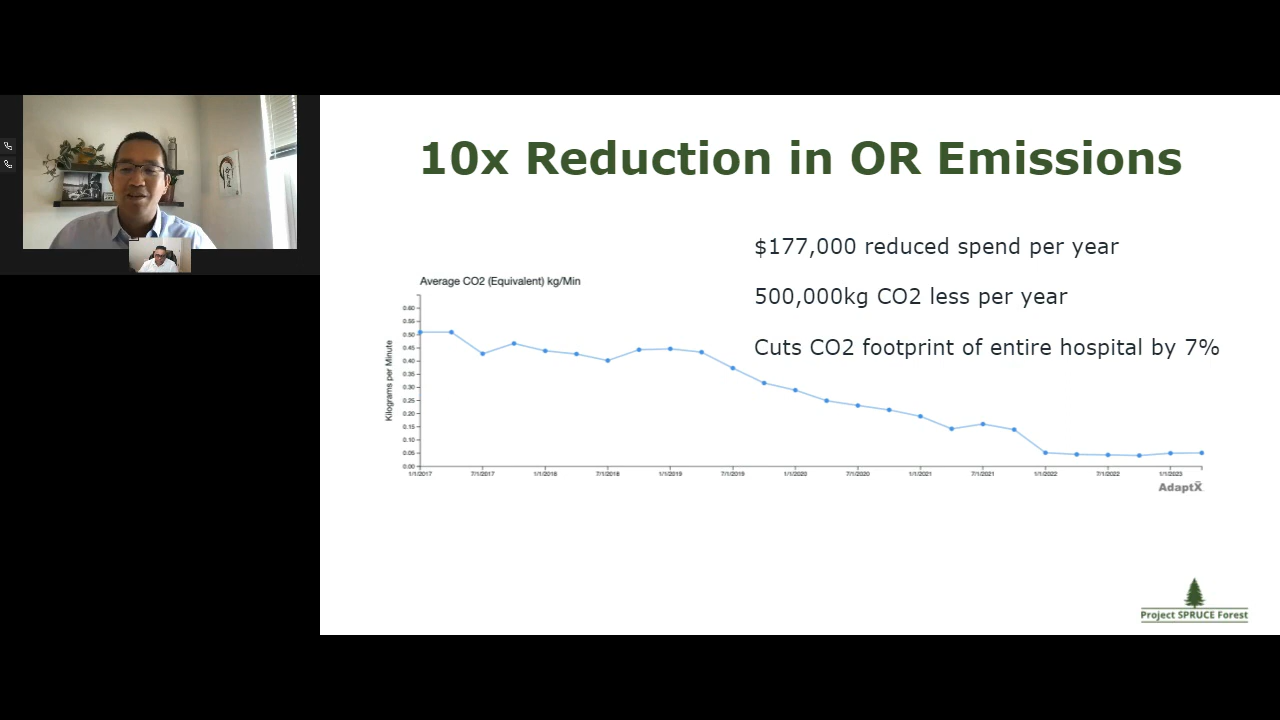 10x Reduction in OR Emissions
$177,000 reduced spend per year
500,000kg CO2 less per year
Cuts CO2 footprint of entire hospital by 7%
Average CO2 (Equivalent) kg/Min
Kilograms per Minute
0.60
0.55
0.50
0.45
0.40
0.35
0.30
0.25
0.20
0.15
0.10
0.05
0.00
1/1/2017 7/1/2017 1/1/2018 7/1/2018 1/1/2019 7/1/2019 1/1/2020 7/1/2020 1/1/2021 7/1/2021 1/1/2022 7/1/2022 1/1/2023
AdaptX
Project SPRUCE Forest